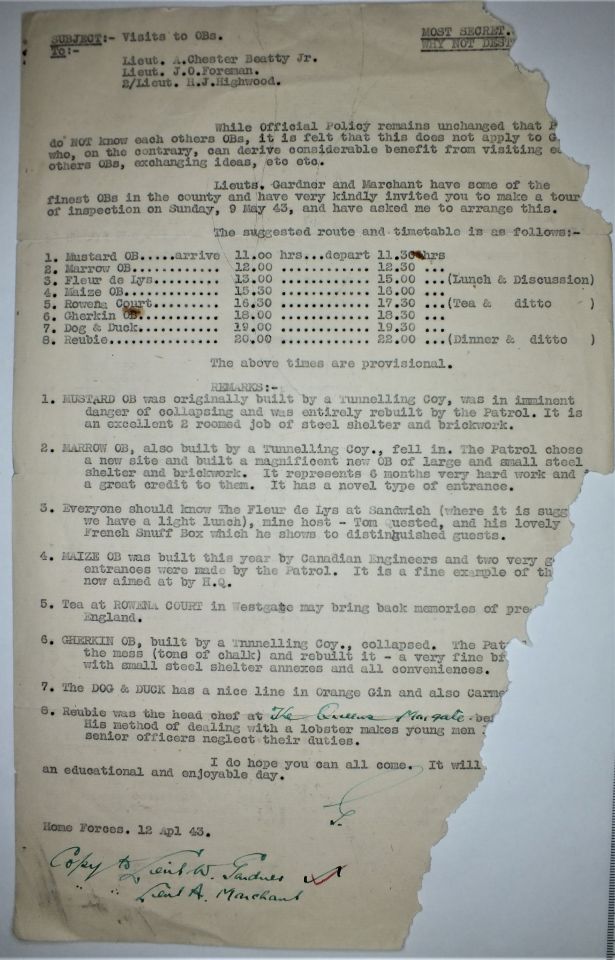 SUBJECT:- Visits to OBs.
MOST SECRET.
WHY NOT DEST
To:-
Lieut. A.Chester Beatty Jr.
Lieut. J.O.Foreman.
2/Lieut. H.J.Highwood.
While Official Policy remains unchanged that P
do NOT know each others OBs, it is felt that this does not apply to G
who, on the contrary, can derive considerable benefit from visiting ea
others OBs, exchanging ideas, etc etc.
Lieuts. Gardner and Marchant have some of the
finest OBs in the county and have very kindly invited you to make a tour
of inspection on Sunday, 9 May 43, and have asked me to arrange this.
The suggested route and timetable is as follows:-
1. Mustard OB.....arrive 11.00 hrs...depart 11.30 hrs
2. Marrow OB............ 12.00 ............. 12.30 ...
3. Fleur de Lys......... 13.00 ............. 15.00 ...(Lunch & Discussion)
4. Maize OB............. 15.30 ............. 16.00 ...
5. Rowena Court......... 16.30 ............. 17.30 ...(Tea & ditto )
6. Gherkin OB........... 18.00 ............. 18.30 ...
7. Dog & Duck........... 19.00 ............. 19.30 ...
8. Reubie............... 20.00 ............. 22.00 ...(Dinner & ditto )
The above times are provisional.
REMARKS:-
1. MUSTARD OB was originally built by a Tunnelling Coy, was in imminent
danger of collapsing and was entirely rebuilt by the Patrol. It is
an excellent 2 roomed job of steel shelter and brickwork.
2. MARROW OB, also built by a Tunnelling Coy., fell in. The Patrol chose
a new site and built a magnificent new OB of large and small steel
shelter and brickwork. It represents 6 months very hard work and
a great credit to them. It has a novel type of entrance.
3. Everyone should know The Fleur de Lys at Sandwich (where it is sugg
we have a light lunch), mine host - Tom Quested, and his lovely
French Snuff Box which he shows to distinguished guests.
4. MAIZE OB was built this year by Canadian Engineers and two very g
entrances were made by the Patrol. It is a fine example of th
now aimed at by H.Q.
5. Tea at ROWENA COURT in Westgate may bring back memories of pre
England.
6. GHERKIN OB, built by a Tnnnelling Coy., collapsed. The Pat
the mess (tons of chalk) and rebuilt it - a very fine
with small steel shelter annexes and all conveniences.
7. The DOG & DUCK has a nice line in Orange Gin and also Carme
8. Reubie was the head chef at The Queens Margate be
His method of dealing with a lobster makes young men
senior officers neglect their duties.
I do hope you can all come. It will
an educational and enjoyable day.
Home Forces. 12 Apl 43.
Copy to Lieut W. Gardner
" " Lieut A. Marchant